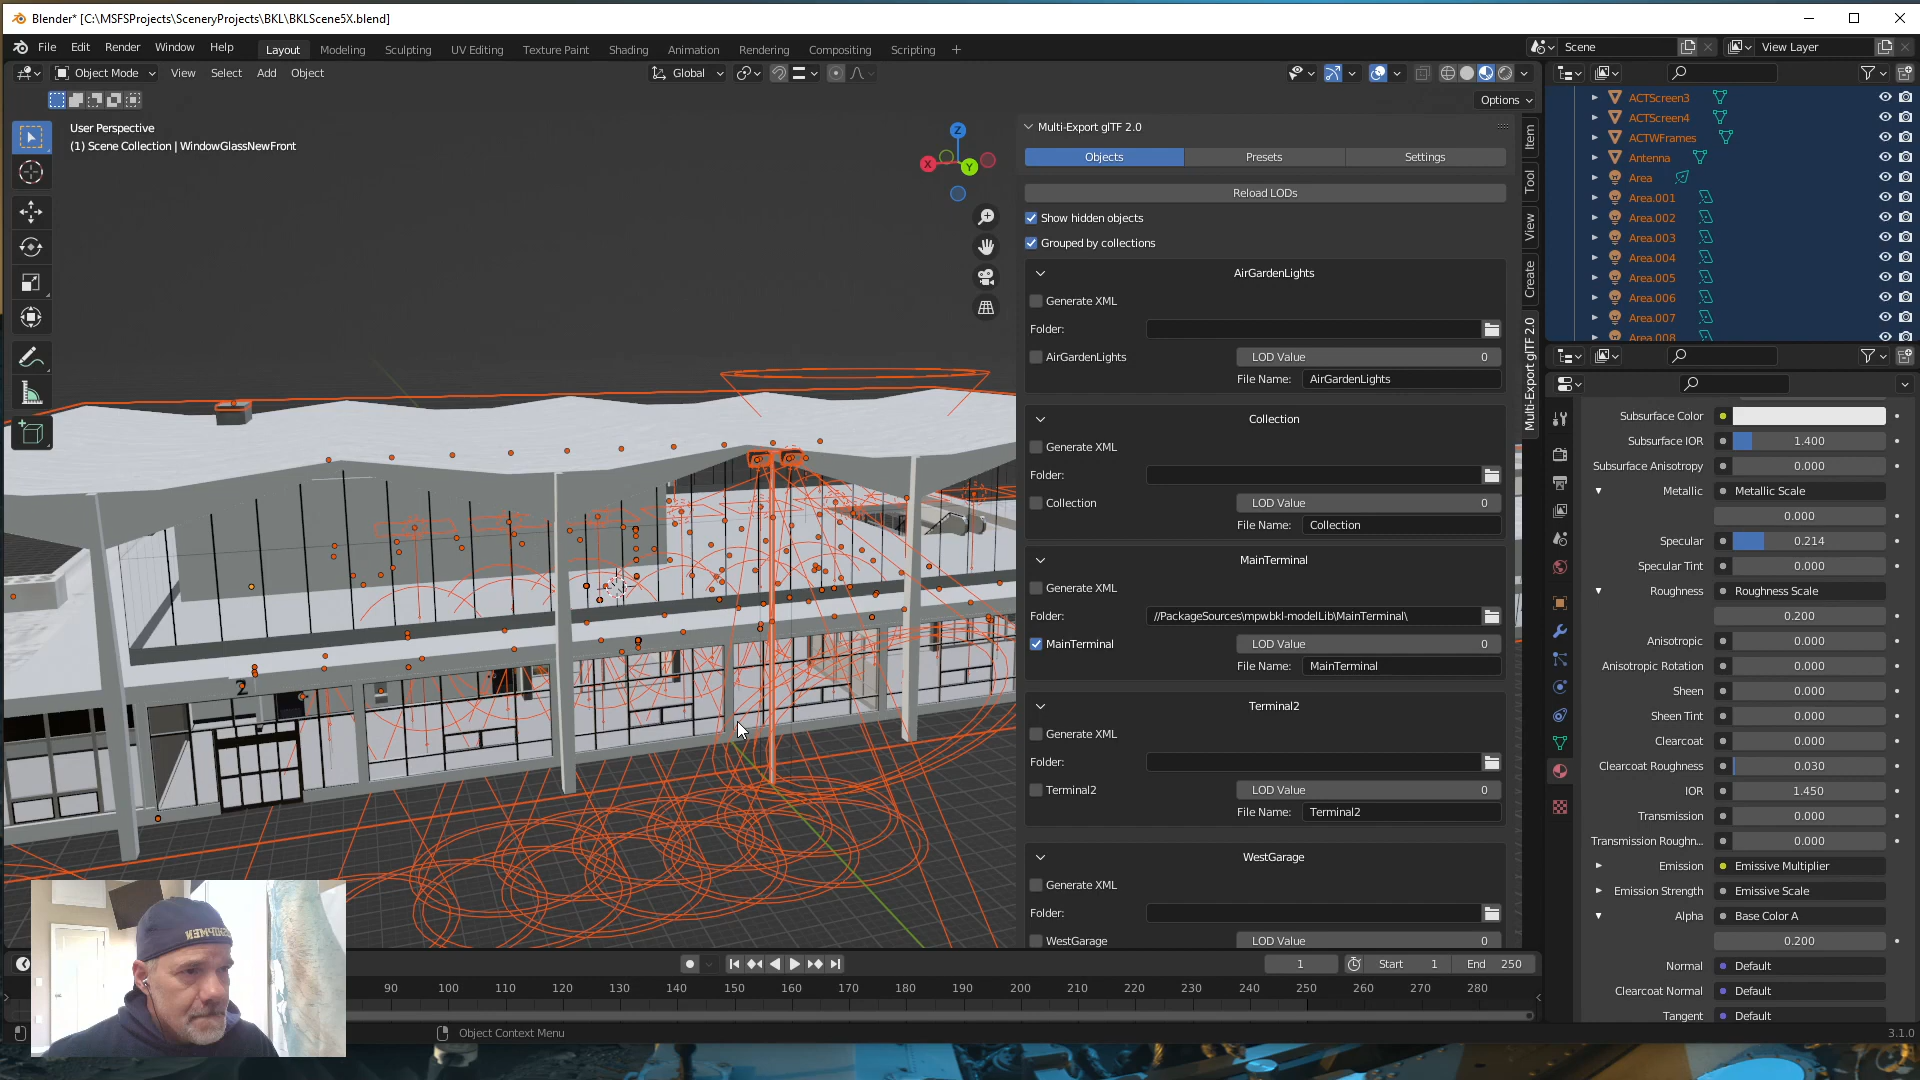 Blender* [C:\MSFSProjects\SceneryProjects\BKL\BKLScene5X.blend]
File Edit Render Window Help Layout Modeling Sculpting UV Editing Texture Paint Shading Animation Rendering Compositing Scripting + Scene View Layer
Object Mode View Select Add Object Global
Options
User Perspective
(1) Scene Collection | WindowGlassNewFront
Z
X
Y
2
Multi-Export glTF 2.0
Objects Presets Settings
Reload LODs
Show hidden objects
Grouped by collections
AirGardenLights
Generate XML
Folder:
AirGardenLights LOD Value 0
File Name: AirGardenLights
Collection
Generate XML
Folder:
Collection LOD Value 0
File Name: Collection
MainTerminal
Generate XML
Folder: //PackageSources\mpwbkl-modelLib\MainTerminal\
MainTerminal LOD Value 0
File Name: MainTerminal
Terminal2
Generate XML
Folder:
Terminal2 LOD Value 0
File Name: Terminal2
WestGarage
Generate XML
Folder:
WestGarage LOD Value 0
Item
Tool
View
Create
Multi-Export glTF 2.0
ACTScreen3
ACTScreen4
ACTWFrames
Antenna
Area
Area.001
Area.002
Area.003
Area.004
Area.005
Area.006
Area.007
Area.008
Subsurface Color
Subsurface IOR 1.400
Subsurface Anisotropy 0.000
Metallic Metallic Scale
0.000
Specular 0.214
Specular Tint 0.000
Roughness Roughness Scale
0.200
Anisotropic 0.000
Anisotropic Rotation 0.000
Sheen 0.000
Sheen Tint 0.000
Clearcoat 0.000
Clearcoat Roughness 0.030
IOR 1.450
Transmission 0.000
Transmission Roughn... 0.000
Emission Emissive Multiplier
Emission Strength Emissive Scale
Alpha Base Color A
0.200
Normal Default
Clearcoat Normal Default
Tangent Default
1 Start 1 End 250
90 100 110 120 130 140 150 160 170 180 190 200 210 220 230 240 250 260 270 280
Object Context Menu
3.1.0